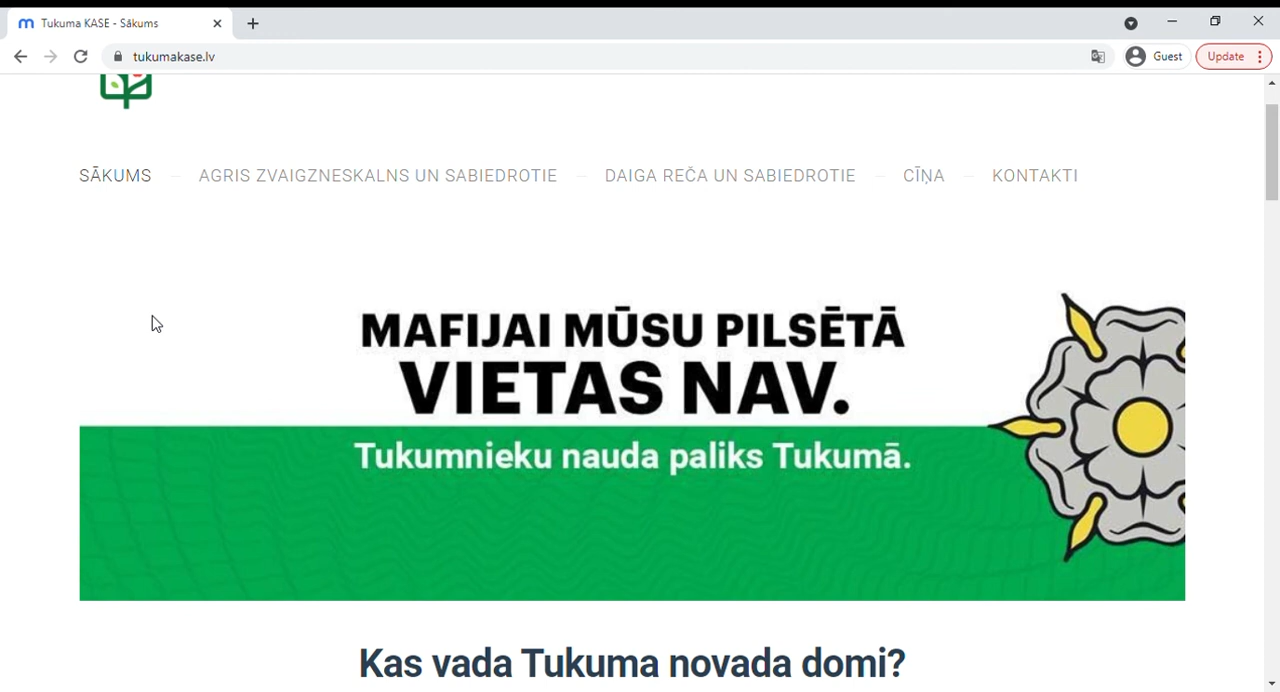 Tukuma KASE - Sākums
tukumakase.lv
Guest
Update
SĀKUMS — AGRIS ZVAIGZNESKALNS UN SABIEDROTIE — DAIGA REČA UN SABIEDROTIE — CĪŅA — KONTAKTI
MAFIJAI MŪSU PILSĒTĀ
VIETAS NAV.
Tukumnieku nauda paliks Tukumā.
Kas vada Tukuma novada domi?